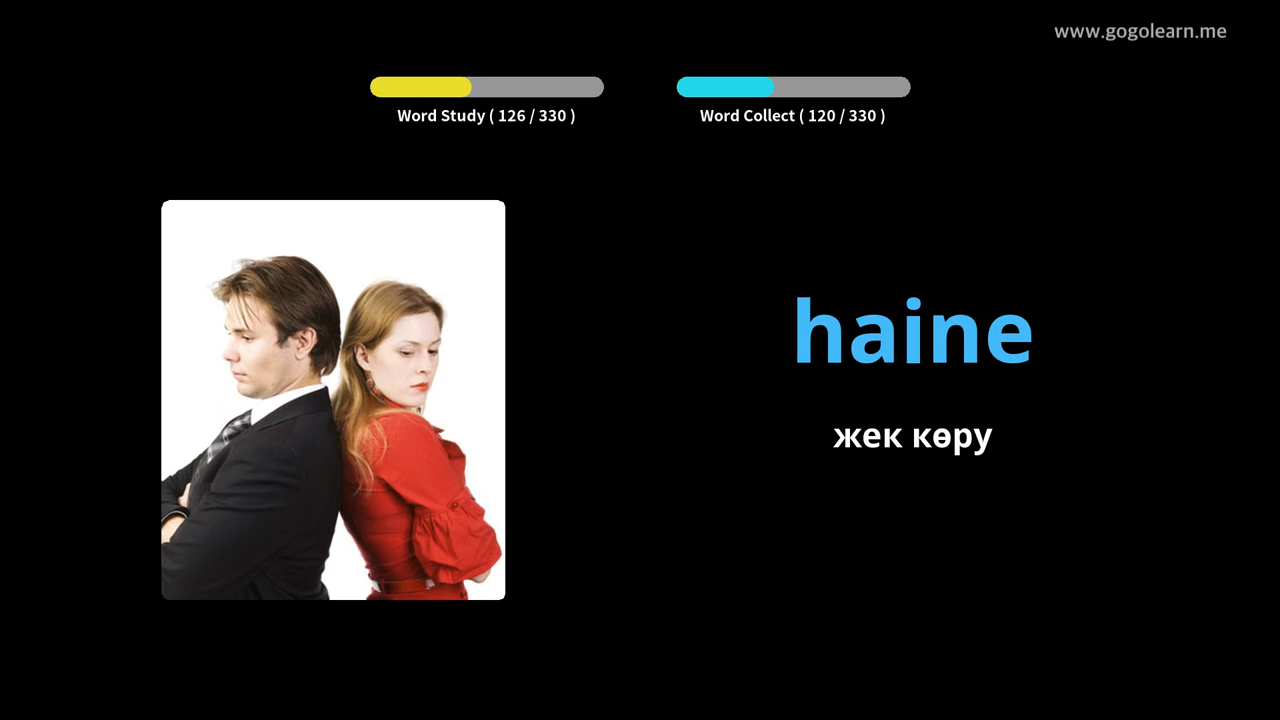 www.gogolearn.me
Word Study ( 126 / 330 )
Word Collect ( 120 / 330 )
haine
жек көру